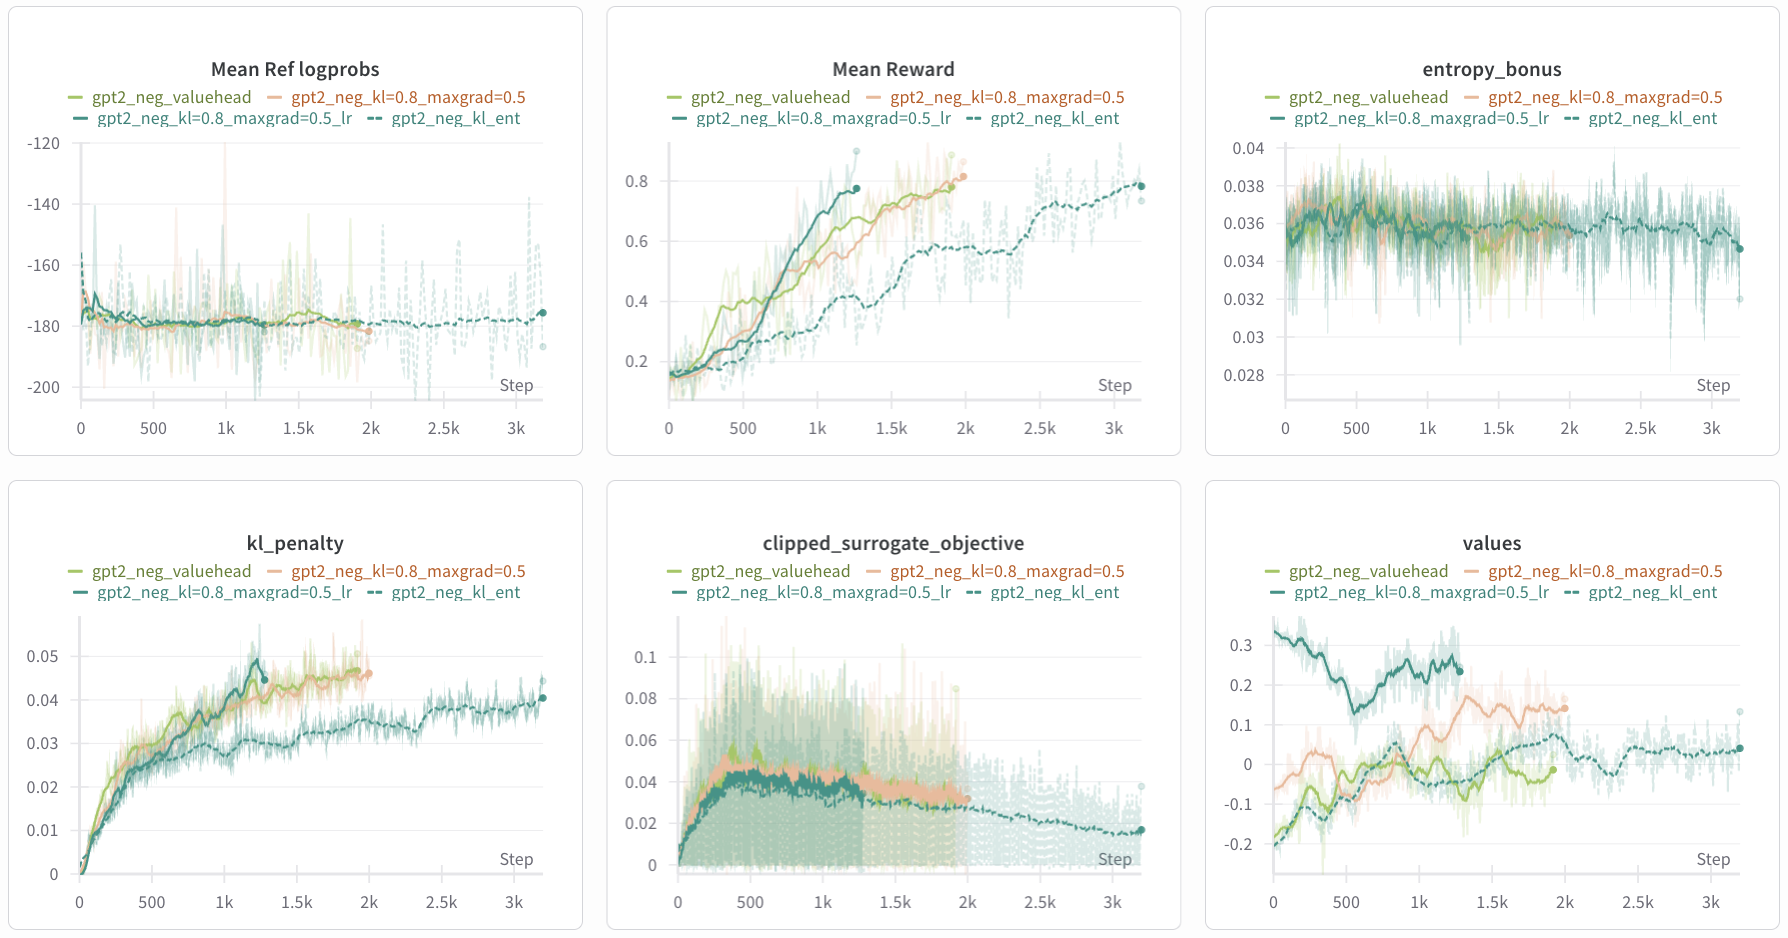 Mean Ref logprobs
gpt2_neg_valuehead gpt2_neg_kl=0.8_maxgrad=0.5
gpt2_neg_kl=0.8_maxgrad=0.5_lr gpt2_neg_kl_ent
-120
-140
-160
-180
-200
Step
0 500 1k 1.5k 2k 2.5k 3k
Mean Reward
gpt2_neg_valuehead gpt2_neg_kl=0.8_maxgrad=0.5
gpt2_neg_kl=0.8_maxgrad=0.5_lr gpt2_neg_kl_ent
0.8
0.6
0.4
0.2
Step
0 500 1k 1.5k 2k 2.5k 3k
entropy_bonus
gpt2_neg_valuehead gpt2_neg_kl=0.8_maxgrad=0.5
gpt2_neg_kl=0.8_maxgrad=0.5_lr gpt2_neg_kl_ent
0.04
0.038
0.036
0.034
0.032
0.03
0.028
Step
0 500 1k 1.5k 2k 2.5k 3k
kl_penalty
gpt2_neg_valuehead gpt2_neg_kl=0.8_maxgrad=0.5
gpt2_neg_kl=0.8_maxgrad=0.5_lr gpt2_neg_kl_ent
0.05
0.04
0.03
0.02
0.01
0
Step
0 500 1k 1.5k 2k 2.5k 3k
clipped_surrogate_objective
gpt2_neg_valuehead gpt2_neg_kl=0.8_maxgrad=0.5
gpt2_neg_kl=0.8_maxgrad=0.5_lr gpt2_neg_kl_ent
0.1
0.08
0.06
0.04
0.02
0
Step
0 500 1k 1.5k 2k 2.5k 3k
values
gpt2_neg_valuehead gpt2_neg_kl=0.8_maxgrad=0.5
gpt2_neg_kl=0.8_maxgrad=0.5_lr gpt2_neg_kl_ent
0.3
0.2
0.1
0
-0.1
-0.2
Step
0 500 1k 1.5k 2k 2.5k 3k